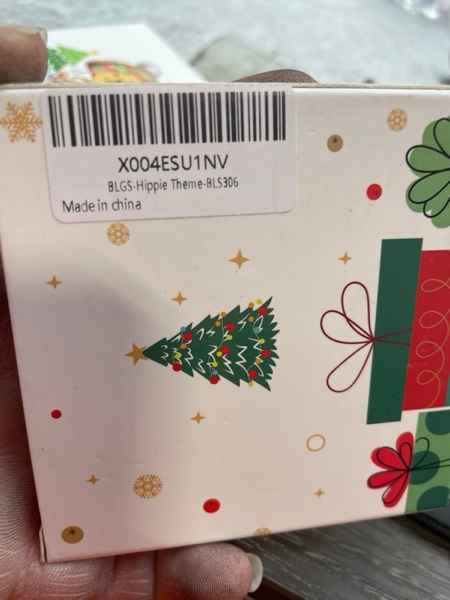 X004ESU1NV
BLGS-Hippie Theme-BLS306
Made in china